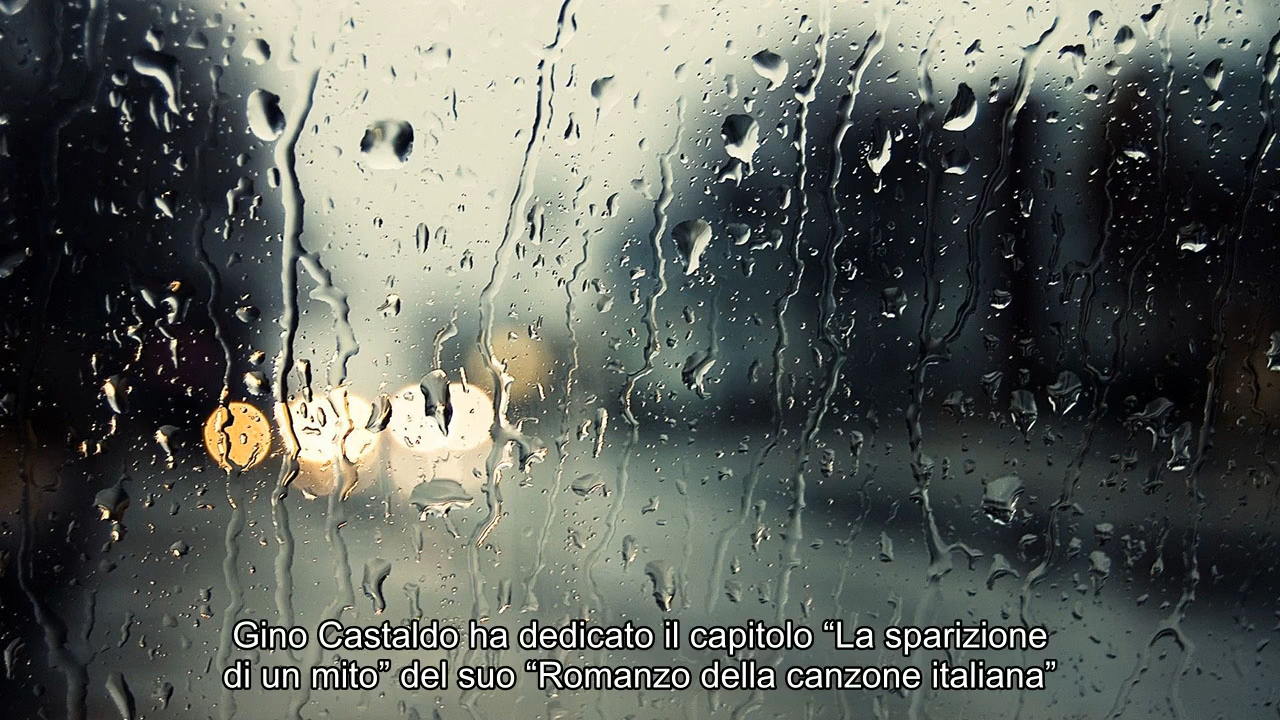 Gino Castaldo ha dedicato il capitolo “La sparizione
di un mito” del suo “Romanzo della canzone italiana”